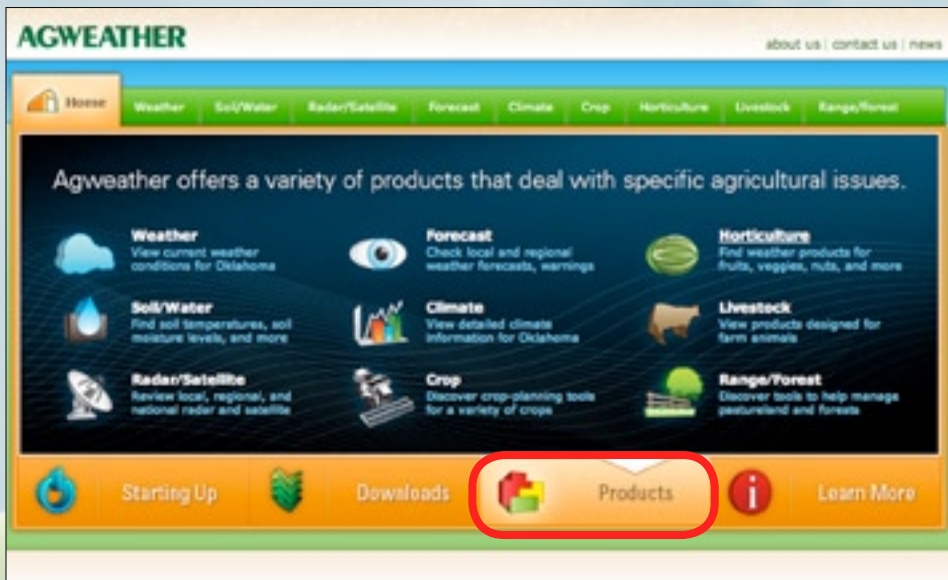 AGWEATHER
about us | contact us | news
Home Weather Soil/Water Radar/Satellite Forecast Climate Crop Horticulture Livestock Range/Forest
Agweather offers a variety of products that deal with specific agricultural issues.
Weather
View current weather
conditions for Oklahoma
Forecast
Check local and regional
weather forecasts, warnings
Horticulture
Find weather products for
fruits, veggies, nuts, and more
Soil/Water
Find soil temperatures, soil
moisture levels, and more
Climate
View detailed climate
information for Oklahoma
Livestock
View products designed for
farm animals
Radar/Satellite
Review local, regional, and
national radar and satellite
Crop
Discover crop-planning tools
for a variety of crops
Range/Forest
Discover tools to help manage
pastureland and forests
Starting Up Downloads Products Learn More